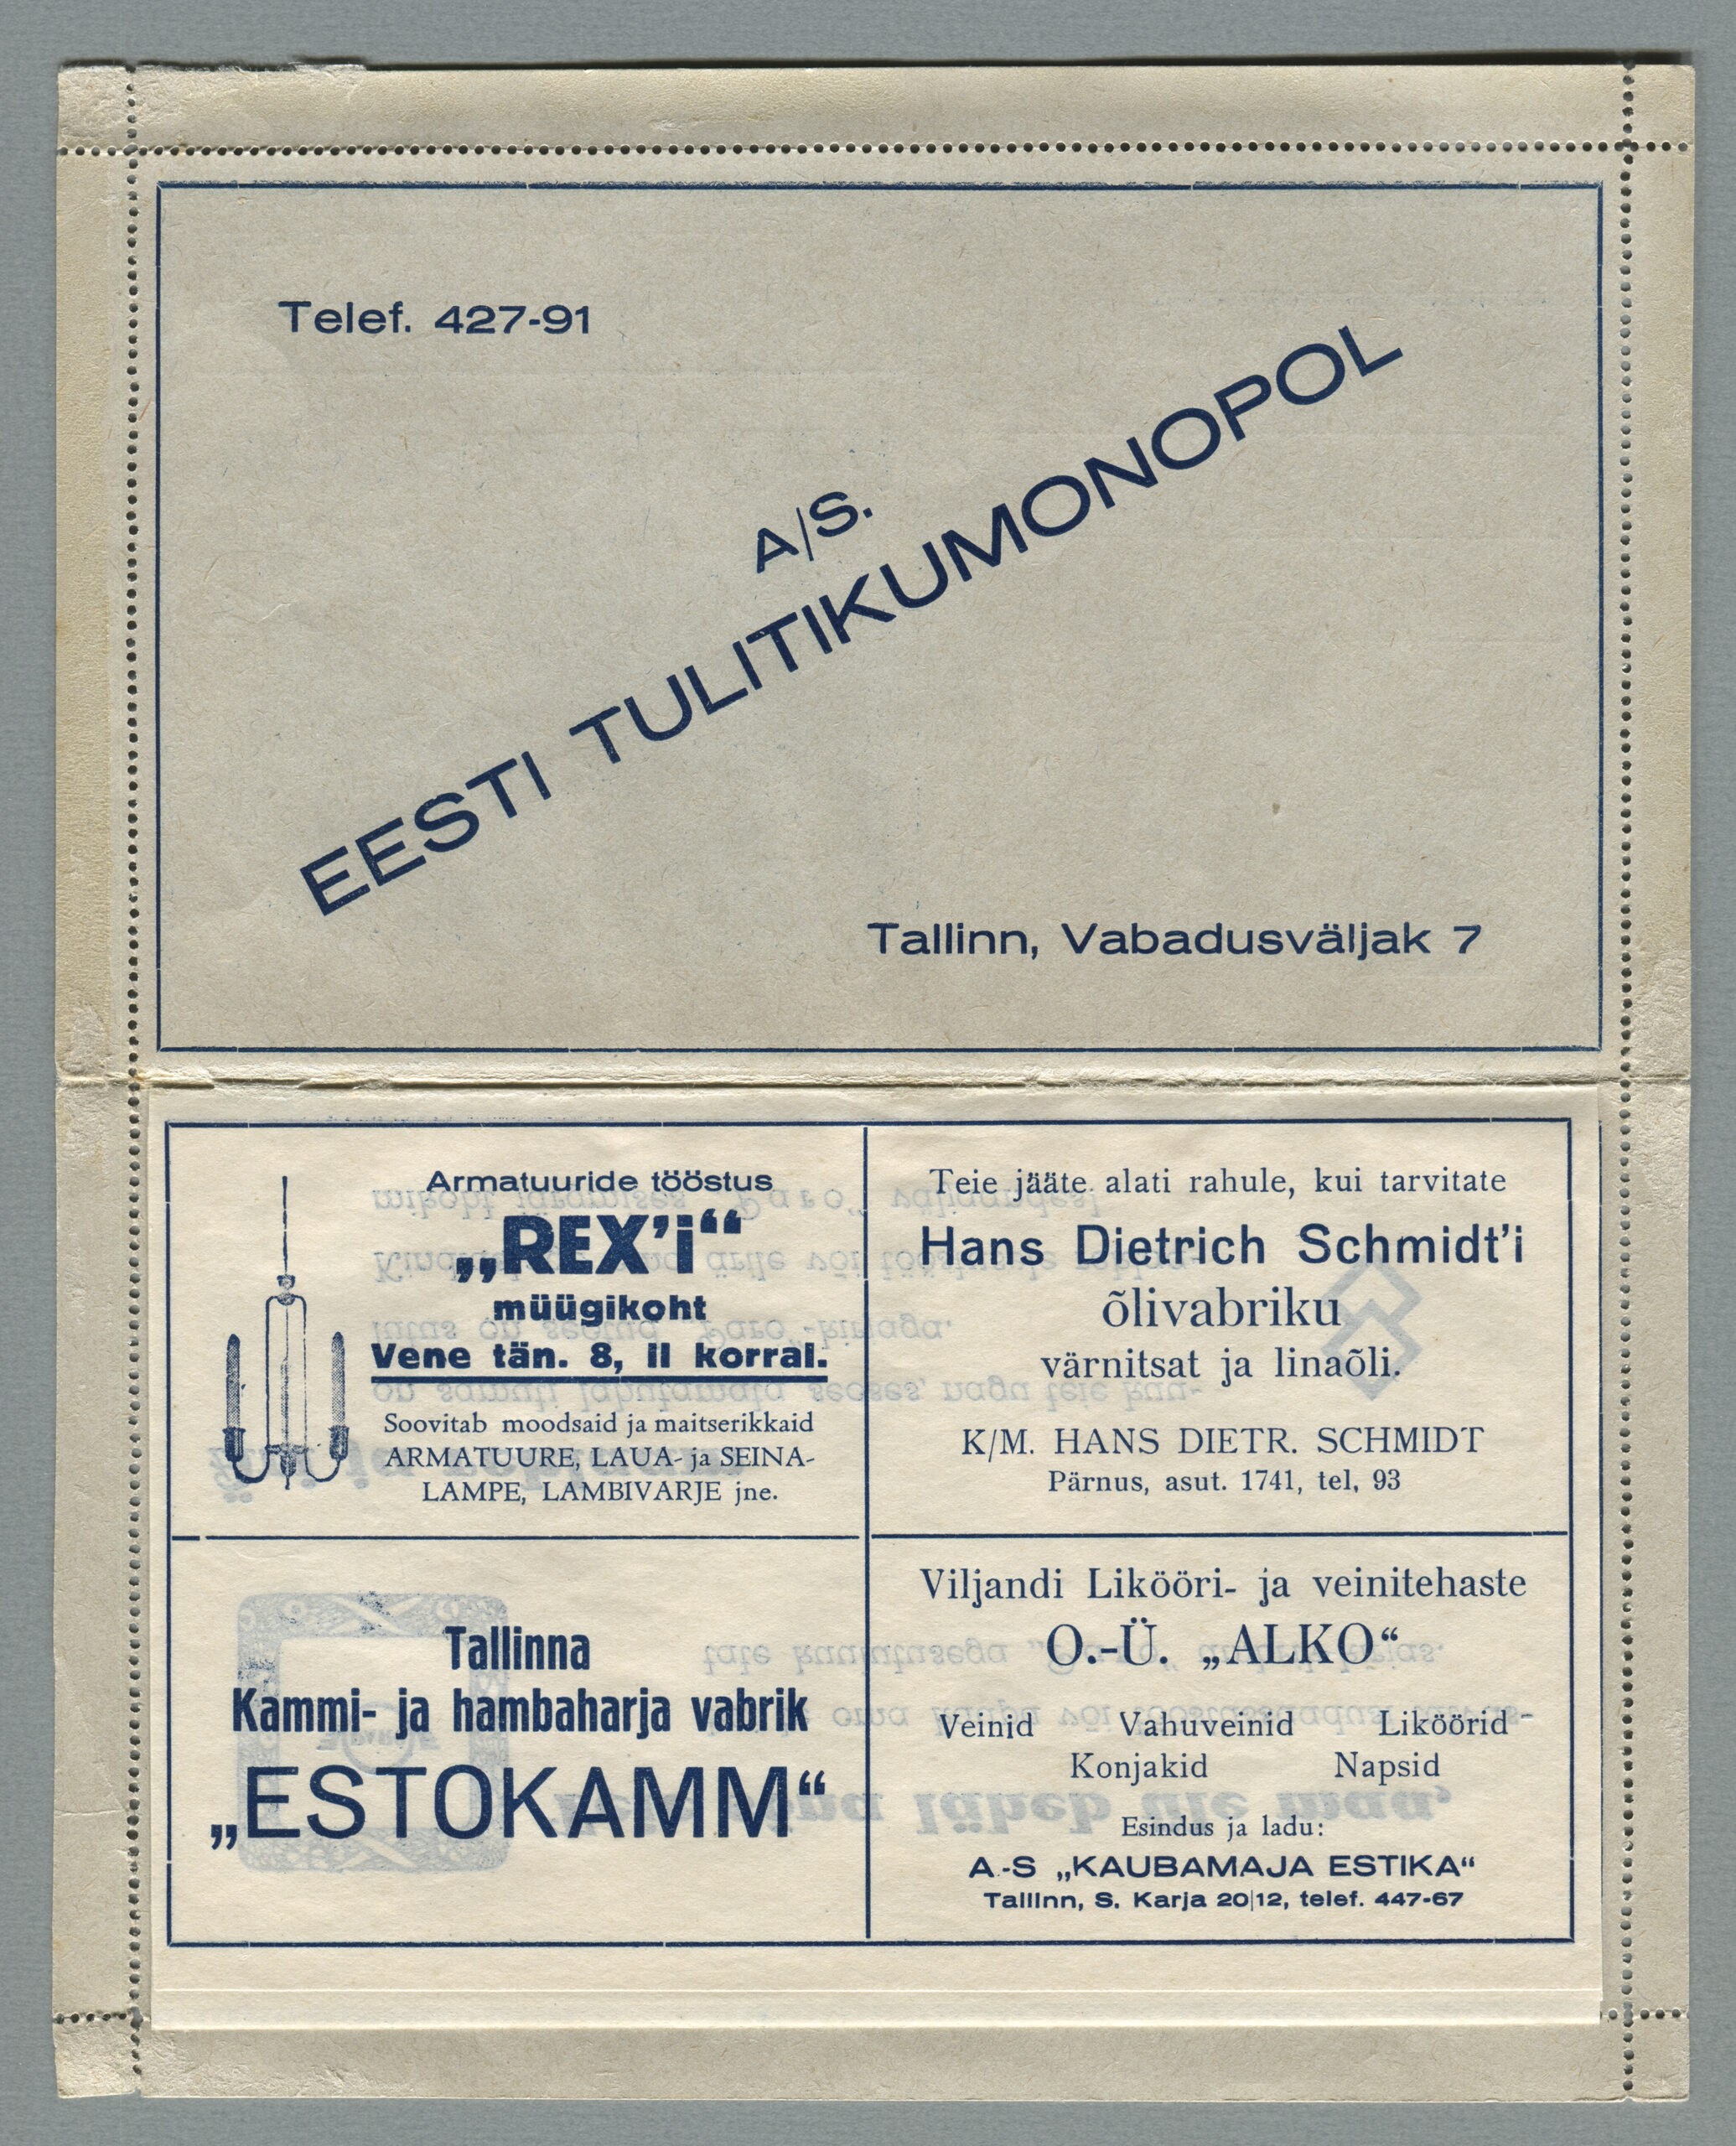 Telef. 427-91
A/S.
EESTI TULITIKUMONOPOL
Tallinn, Vabadusväljak 7
Armatuuride tööstus
„REX’i“
müügikoht
Vene tän. 8, II korral.
Soovitab moodsaid ja maitserikkaid
ARMATUURE, LAUA- ja SEINA-
LAMPE, LAMBIVARJE jne.
Teie jääte alati rahule, kui tarvitate
Hans Dietrich Schmidt’i
õlivabriku
värnitsat ja linaõli.
K/M. HANS DIETR. SCHMIDT
Pärnus, asut. 1741, tel, 93
Tallinna
Kammi- ja hambaharja vabrik
„ESTOKAMM“
Viljandi Likööri- ja veinitehaste
O.-Ü. „ALKO“
Veinid Vahuveinid Liköörid
Konjakid Napsid
Esindus ja ladu:
A.-S „KAUBAMAJA ESTIKA“
Tallinn, S. Karja 20|12, telef. 447-67